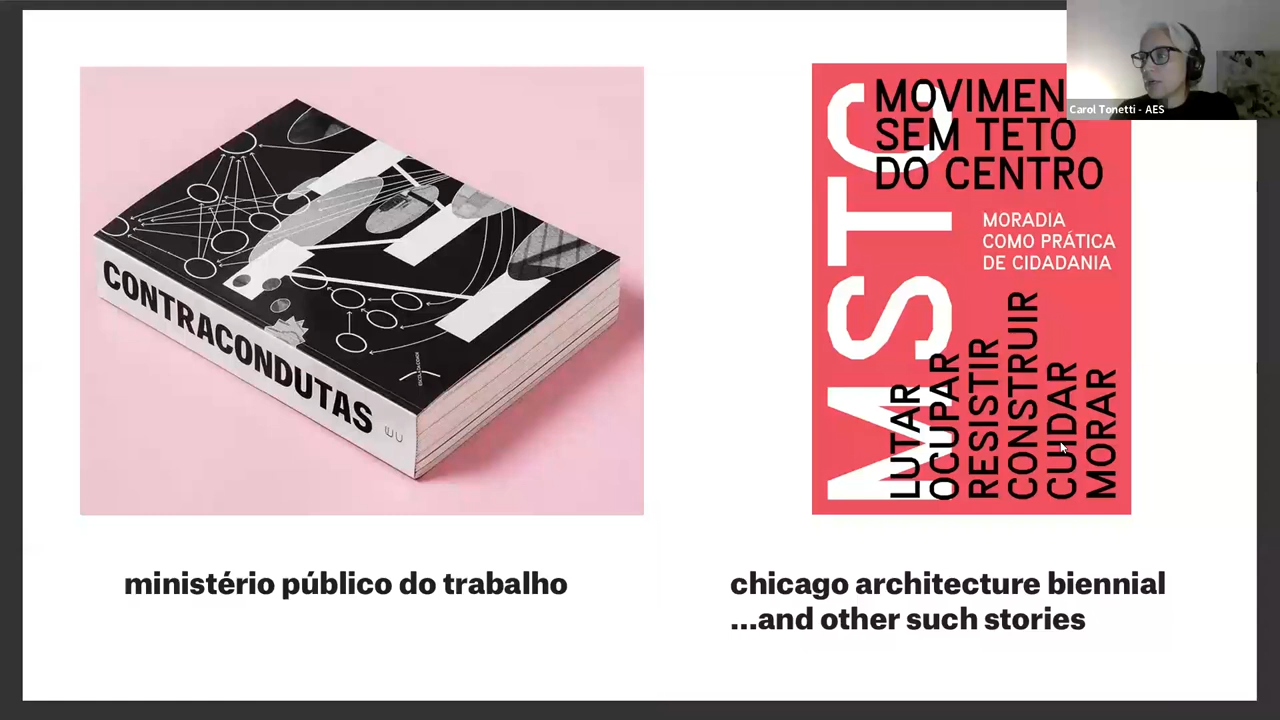 CONTRACONDUTAS
ministério público do trabalho
MSTC
MOVIMEN
SEM TETO
DO CENTRO
MORADIA
COMO PRÁTICA
DE CIDADANIA
LUTAR
OCUPAR
RESISTIR
CONSTRUIR
CUIDAR
MORAR
chicago architecture biennial
...and other such stories
Carol Tonetti - AES